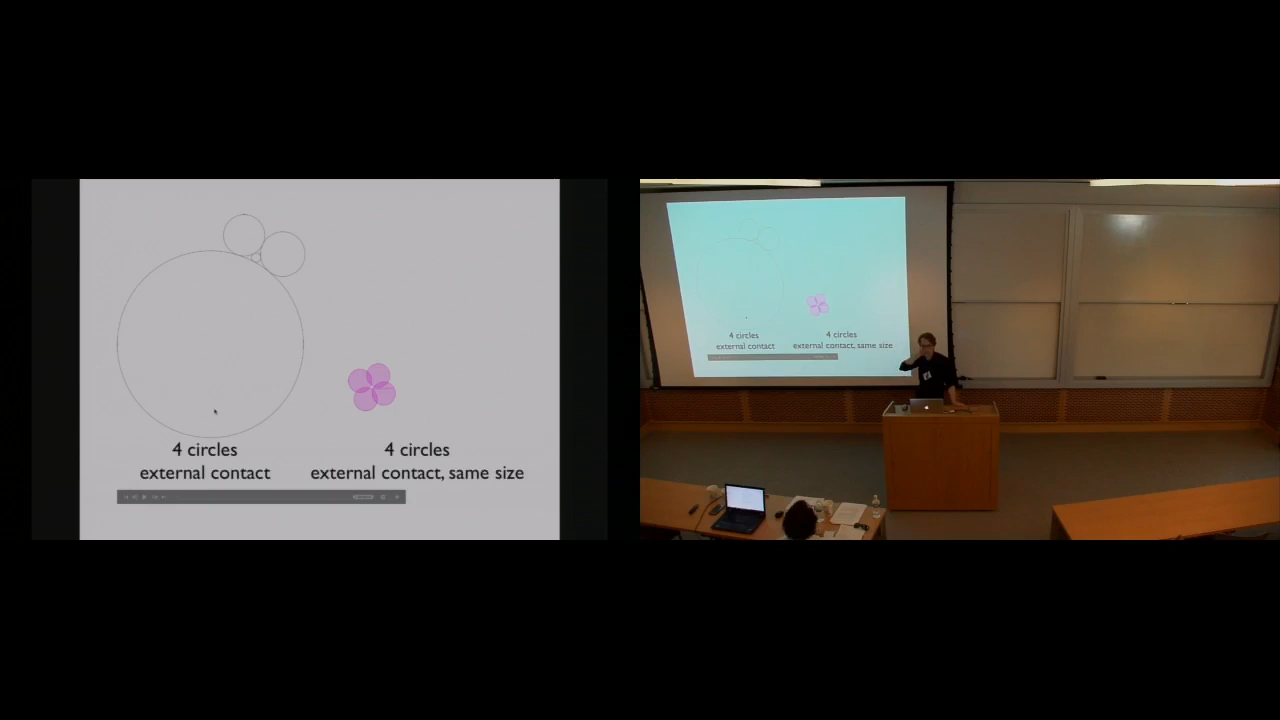 4 circles
external contact
4 circles
external contact, same size
4 circles
external contact
4 circles
external contact, same size